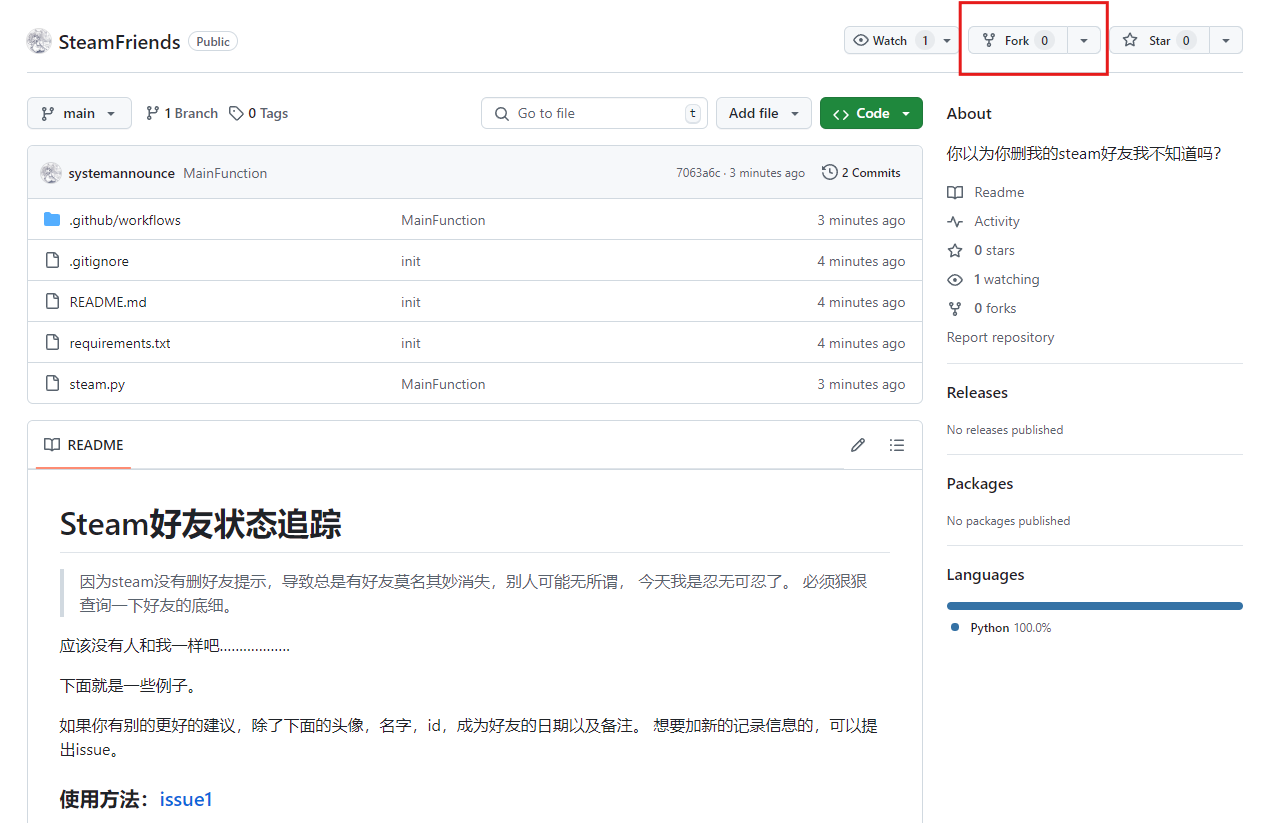 SteamFriends Public Watch 1 Fork 0 Star 0
main 1 Branch 0 Tags Go to file t Add file Code
systemannounce MainFunction 7063a6c · 3 minutes ago 2 Commits
.github/workflows MainFunction 3 minutes ago
.gitignore init 4 minutes ago
README.md init 4 minutes ago
requirements.txt init 4 minutes ago
steam.py MainFunction 3 minutes ago
README
Steam好友状态追踪
因为steam没有删好友提示，导致总是有好友莫名其妙消失，别人可能无所谓， 今天我是忍无可忍了。 必须狠狠
查询一下好友的底细。
应该没有人和我一样吧..................
下面就是一些例子。
如果你有别的更好的建议，除了下面的头像，名字，id，成为好友的日期以及备注。 想要加新的记录信息的，可以提
出issue。
使用方法：issue1
About
你以为你删我的steam好友我不知道吗?
Readme
Activity
0 stars
1 watching
0 forks
Report repository
Releases
No releases published
Packages
No packages published
Languages
Python 100.0%